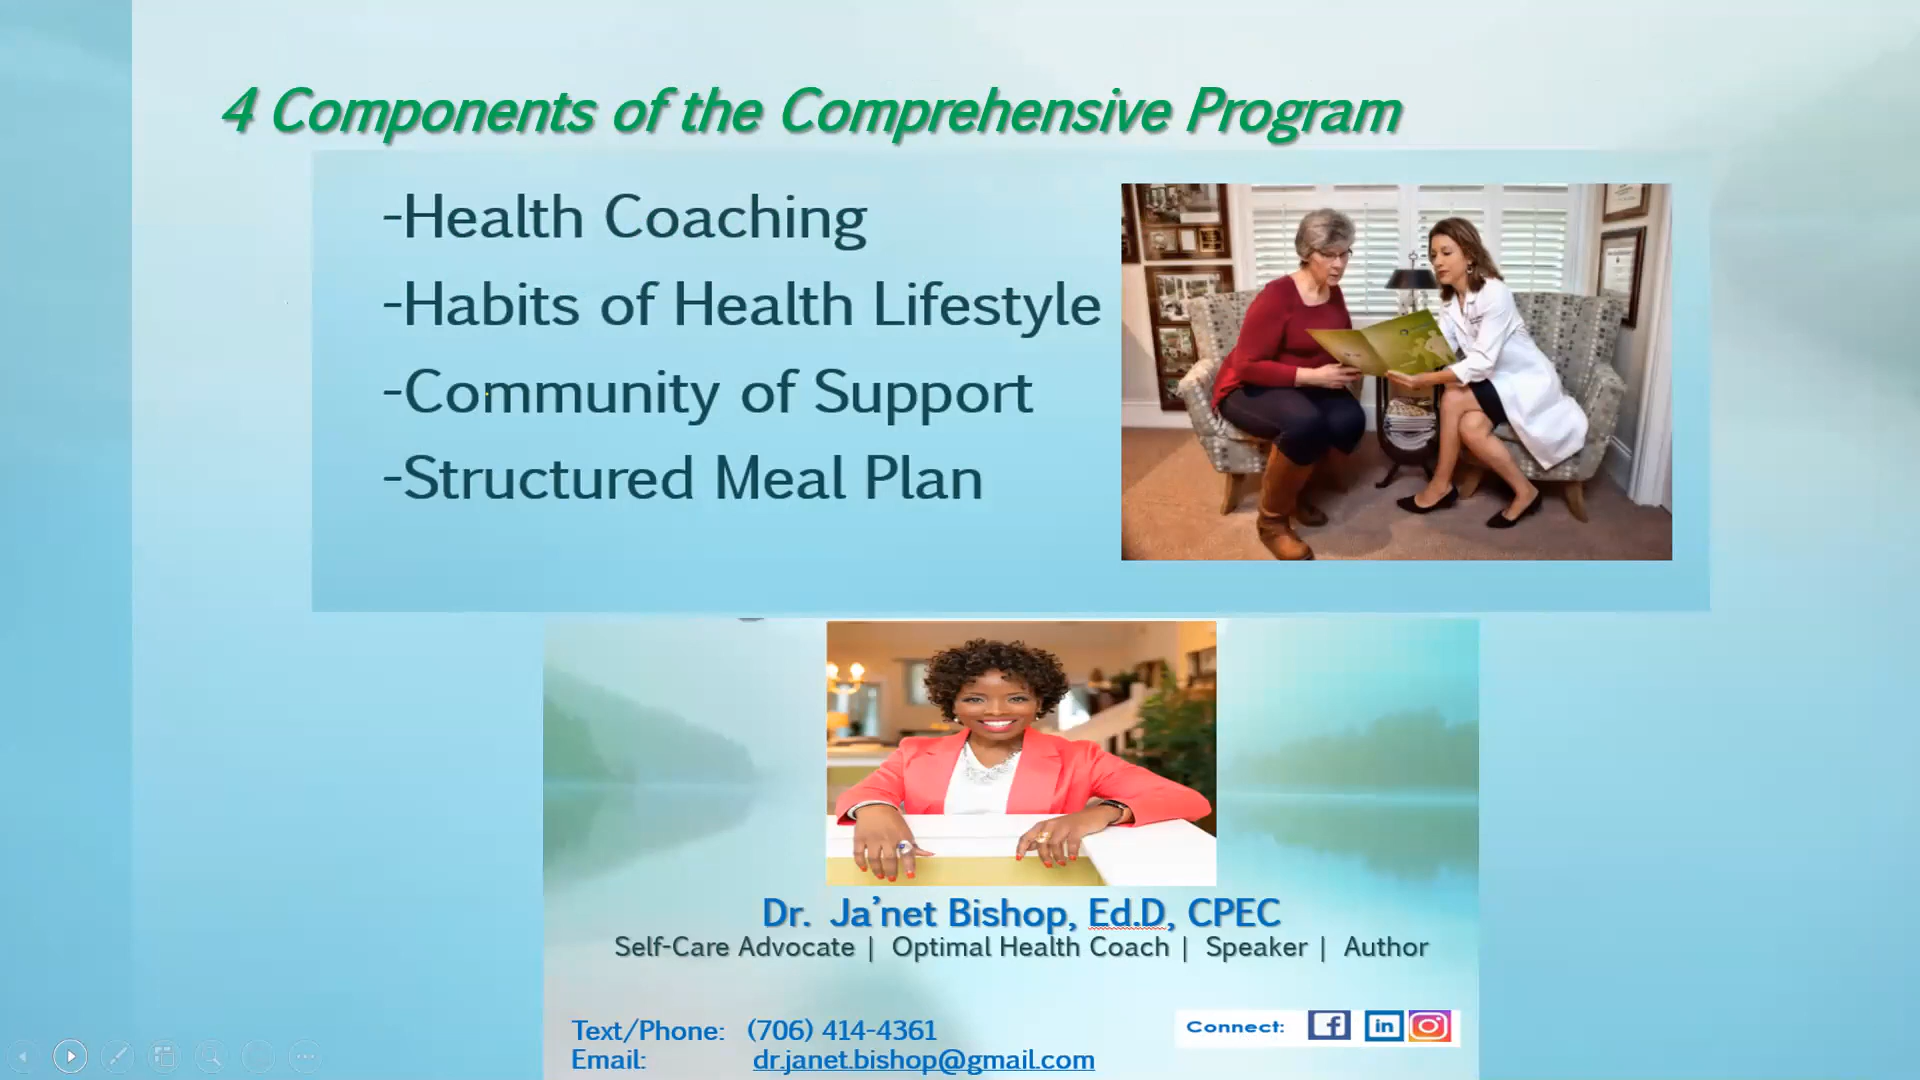 4 Components of the Comprehensive Program
-Health Coaching
-Habits of Health Lifestyle
-Community of Support
-Structured Meal Plan
Dr. Ja'net Bishop, Ed.D, CPEC
Self-Care Advocate | Optimal Health Coach | Speaker | Author
Text/Phone: (706) 414-4361
Email: dr.janet.bishop@gmail.com
Connect: